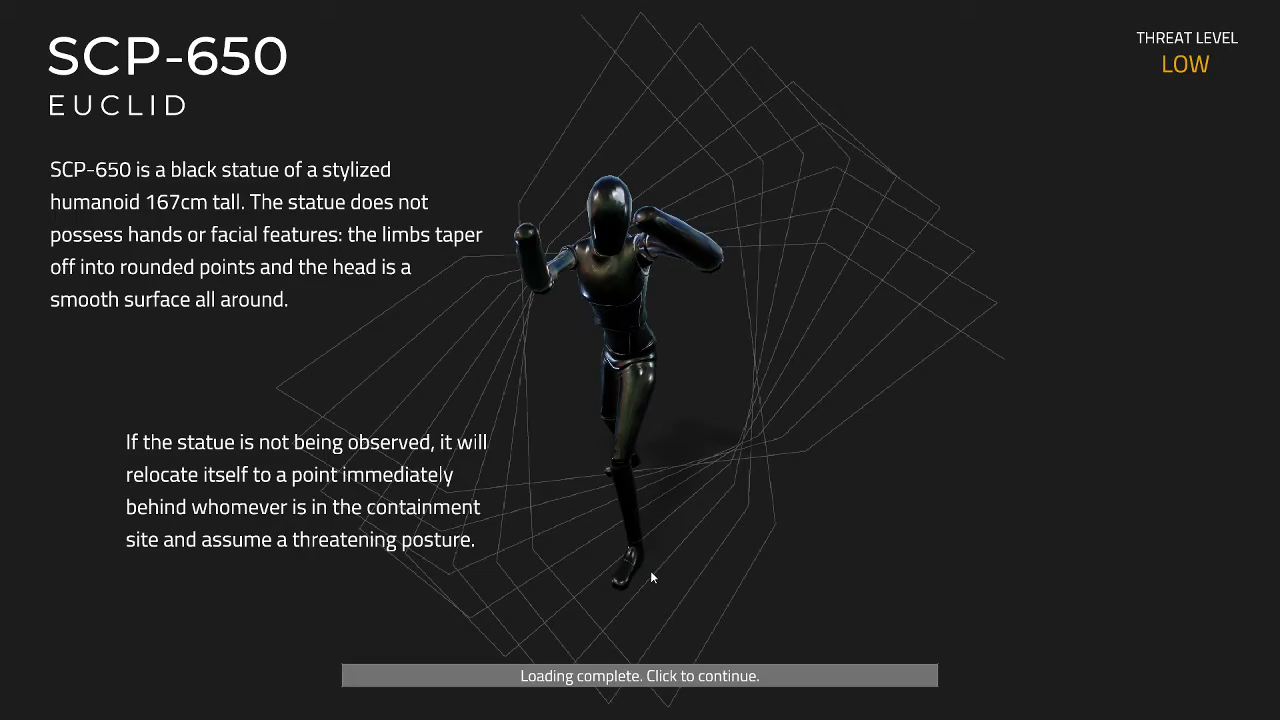 SCP-650
EUCLID
THREAT LEVEL
LOW
SCP-650 is a black statue of a stylized
humanoid 167cm tall. The statue does not
possess hands or facial features: the limbs taper
off into rounded points and the head is a
smooth surface all around.
If the statue is not being observed, it will
relocate itself to a point immediately
behind whomever is in the containment
site and assume a threatening posture.
Loading complete. Click to continue.